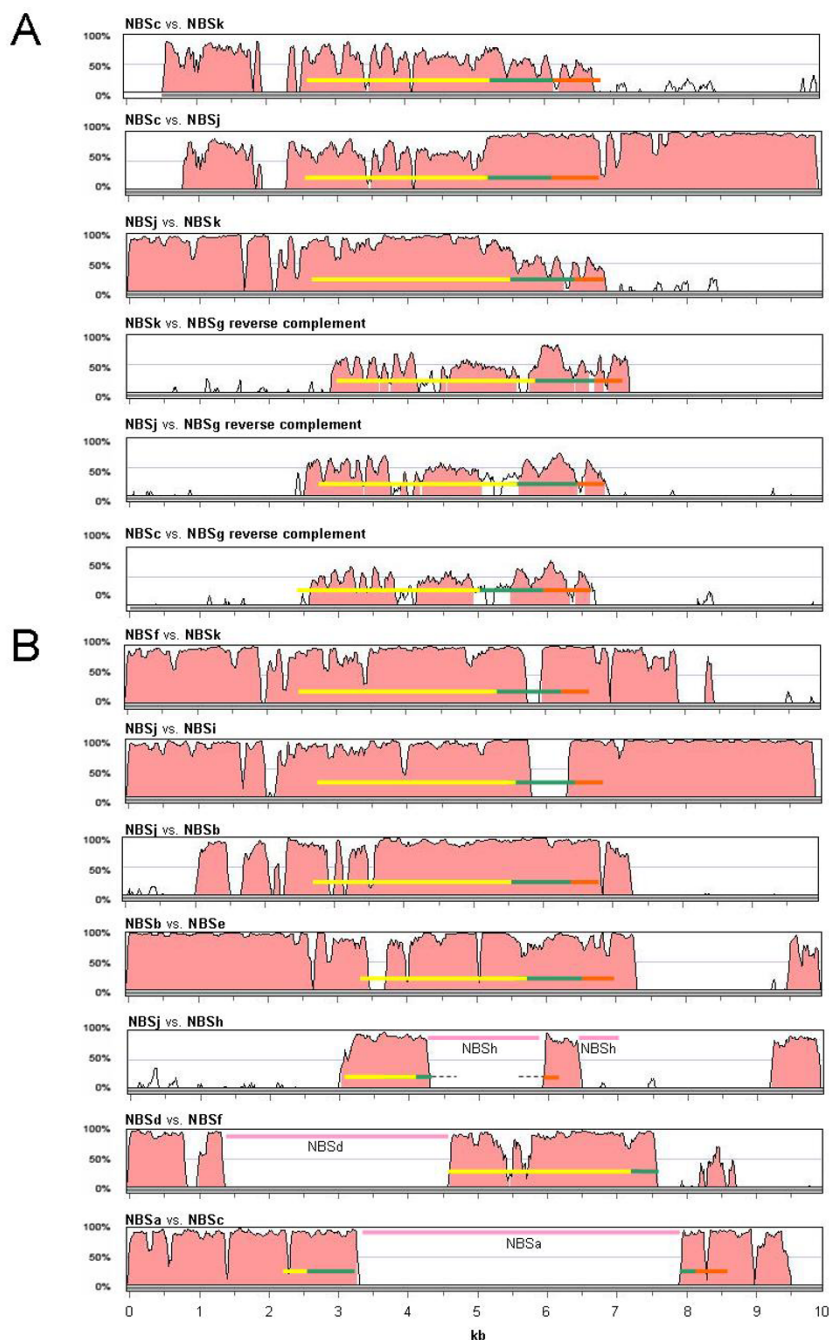 A
NBSc vs. NBSk
100%
50%
0%
NBSc vs. NBSj
100%
50%
0%
NBSj vs. NBSk
100%
50%
0%
NBSk vs. NBSg reverse complement
100%
50%
0%
NBSj vs. NBSg reverse complement
100%
50%
0%
NBSc vs. NBSg reverse complement
100%
50%
0%
B
NBSf vs. NBSk
100%
50%
0%
NBSj vs. NBSi
100%
50%
0%
NBSj vs. NBSb
100%
50%
0%
NBSb vs. NBSe
100%
50%
0%
NBSj vs. NBSh
100%
50%
0%
NBSh NBSh
NBSd vs. NBSf
100%
50%
0%
NBSd
NBSa vs. NBSc
100%
50%
0%
NBSa
0 1 2 3 4 5 6 7 8 9 10
kb